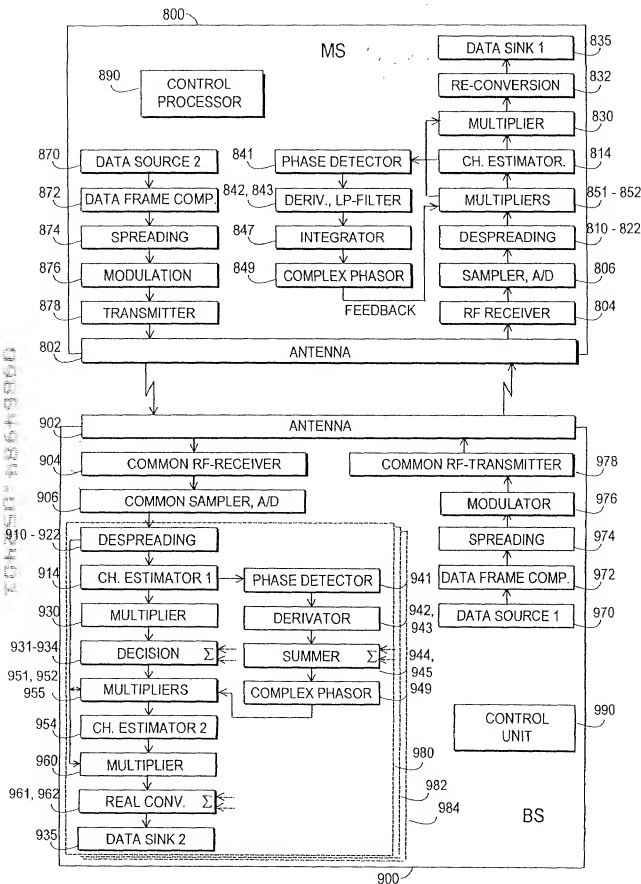 800
MS
890
CONTROL
PROCESSOR
DATA SINK 1
835
RE-CONVERSION
832
MULTIPLIER
830
870
DATA SOURCE 2
841
PHASE DETECTOR
CH. ESTIMATOR.
814
872
DATA FRAME COMP.
842, 843
DERIV., LP-FILTER
MULTIPLIERS
851 - 852
874
SPREADING
847
INTEGRATOR
DESPREADING
810 - 822
876
MODULATION
849
COMPLEX PHASOR
SAMPLER, A/D
806
878
TRANSMITTER
FEEDBACK
RF RECEIVER
804
802
ANTENNA
902
ANTENNA
904
COMMON RF-RECEIVER
COMMON RF-TRANSMITTER
978
906
COMMON SAMPLER, A/D
MODULATOR
976
910 - 922
DESPREADING
SPREADING
974
914
CH. ESTIMATOR 1
PHASE DETECTOR
941
DATA FRAME COMP.
972
930
MULTIPLIER
DERIVATOR
942,
943
DATA SOURCE 1
970
931-934
DECISION
Σ
SUMMER
Σ
944,
945
951, 952
955
MULTIPLIERS
COMPLEX PHASOR
949
954
CH. ESTIMATOR 2
CONTROL
UNIT
990
960
MULTIPLIER
980
961, 962
REAL CONV.
Σ
982
984
BS
935
DATA SINK 2
900